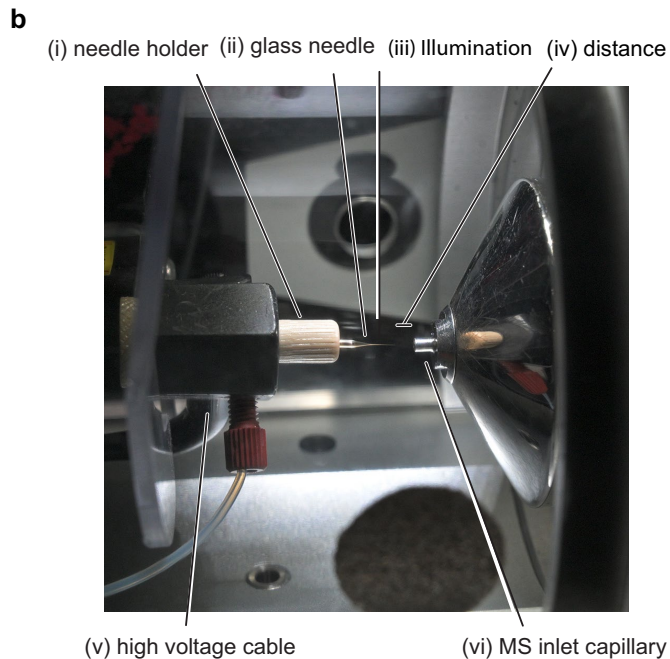 b
(i) needle holder (ii) glass needle (iii) Illumination (iv) distance
(v) high voltage cable (vi) MS inlet capillary